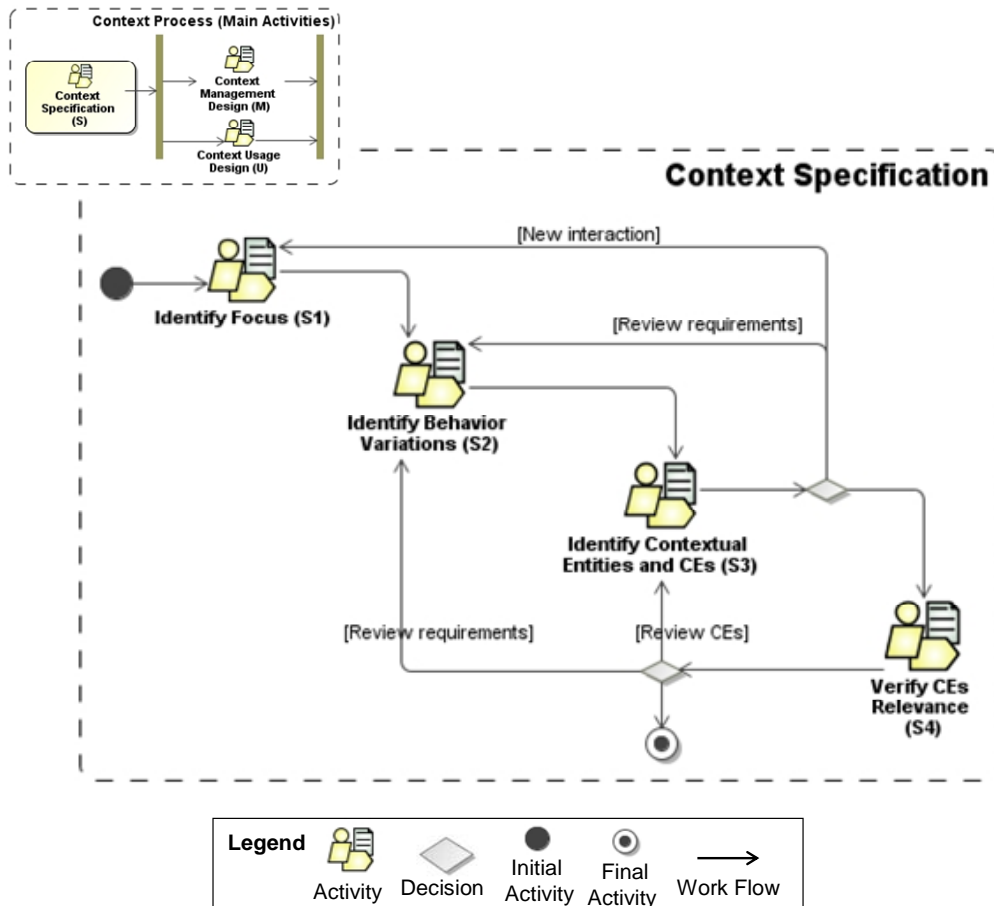 Context Process (Main Activities)
Context
Specification
(S)
Context
Management
Design (M)
Context Usage
Design (U)
Context Specification
[New interaction]
Identify Focus (S1)
[Review requirements]
Identify Behavior
Variations (S2)
Identify Contextual
Entities and CEs (S3)
[Review requirements]
[Review CEs]
Verify CEs
Relevance
(S4)
Legend
Activity
Decision
Initial
Activity
Final
Activity
Work Flow